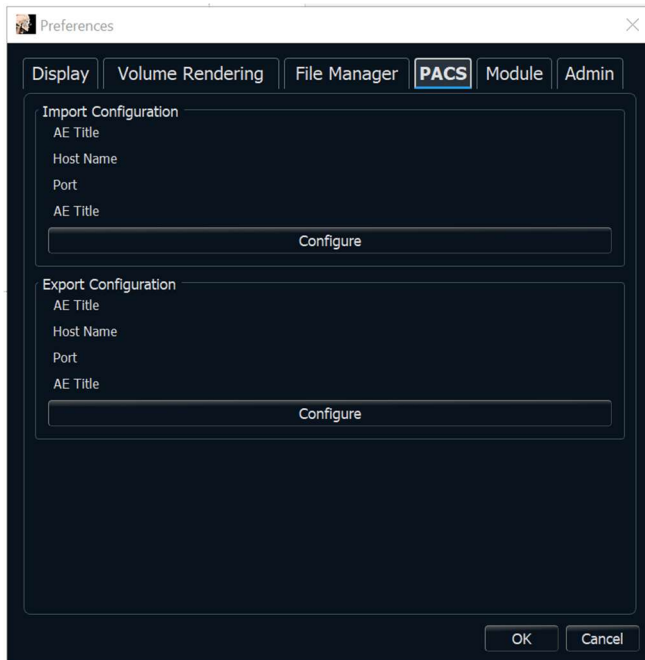 Preferences
Display Volume Rendering File Manager PACS Module Admin
Import Configuration
AE Title
Host Name
Port
AE Title
Configure
Export Configuration
AE Title
Host Name
Port
AE Title
Configure
OK Cancel